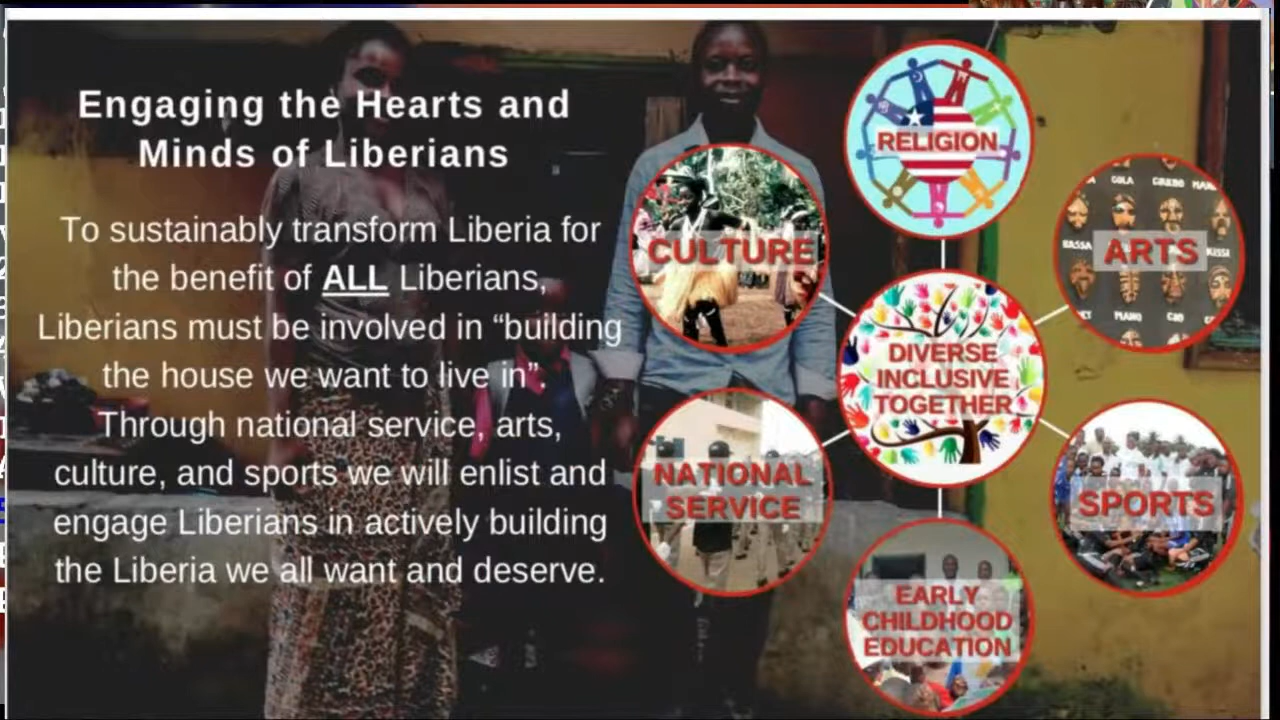 Engaging the Hearts and
Minds of Liberians
To sustainably transform Liberia for
the benefit of ALL Liberians,
Liberians must be involved in “building
the house we want to live in”.
Through national service, arts,
culture, and sports we will enlist and
engage Liberians in actively building
the Liberia we all want and deserve.
RELIGION
CULTURE
GOLA
KISSI
ARTS
DIVERSE
INCLUSIVE
TOGETHER
NATIONAL
SERVICE
SPORTS
EARLY
CHILDHOOD
EDUCATION